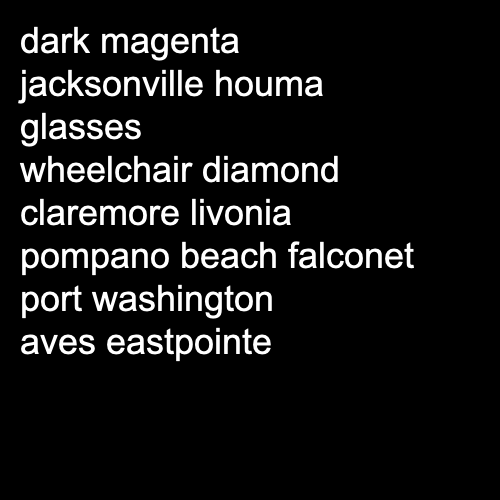 dark magenta
jacksonville houma
glasses
wheelchair diamond
claremore livonia
pompano beach falconet
port washington
aves eastpointe